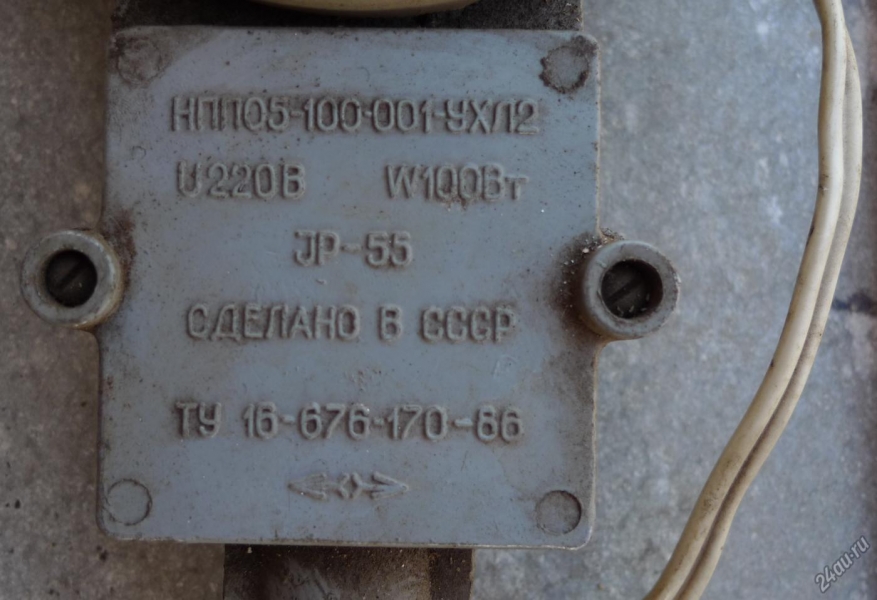 НПП05-100-001-УХЛ2
U220В W100Вт
JP-55
СДЕЛАНО В СССР
ТУ 16-676-170-86
24au.ru